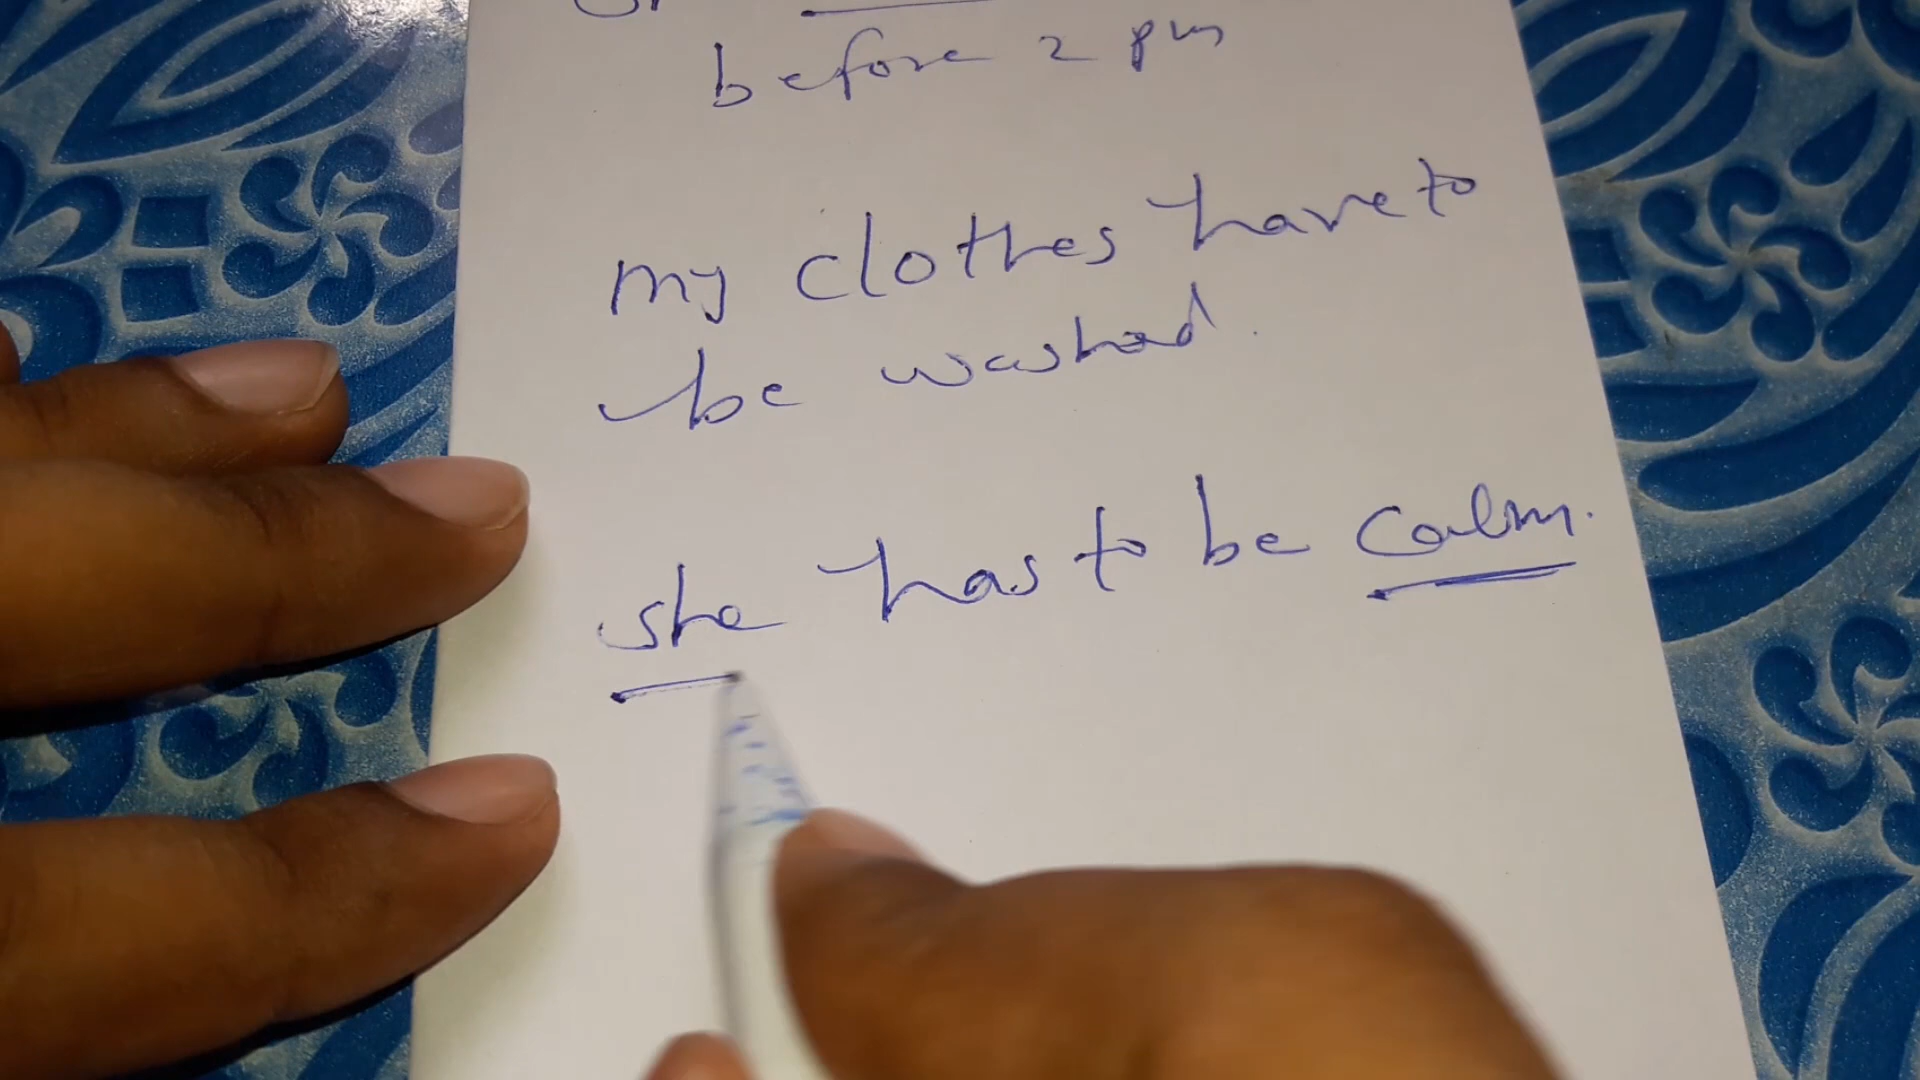 before 2 pm
my clothes have to
be washed.
she has to be calm.